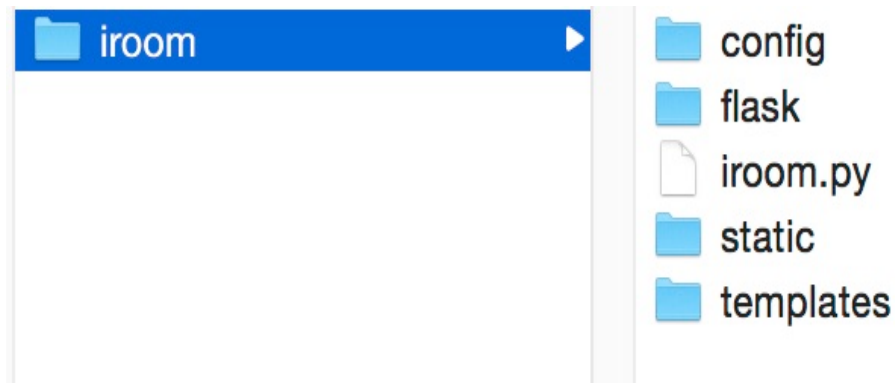 iroom
config
flask
iroom.py
static
templates